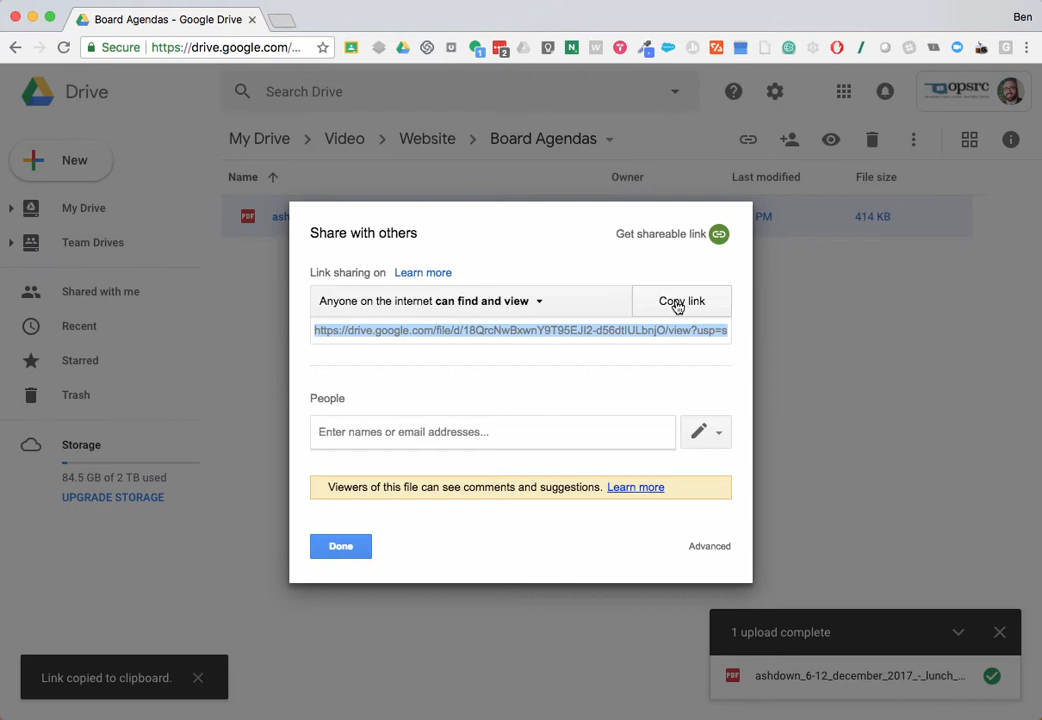 Board Agendas - Google Drive
Ben
Secure https://drive.google.com/...
1
2
Drive
Search Drive
opsrc
My Drive > Video > Website > Board Agendas
New
Name
Owner
Last modified
File size
My Drive
ash
PM
414 KB
Team Drives
Share with others
Get shareable link
Link sharing on Learn more
Shared with me
Anyone on the internet can find and view
Copy link
Recent
https://drive.google.com/file/d/18QrcNwBxwnY9T95EJI2-d56dtlULbnjO/view?usp=s
Starred
Trash
People
Enter names or email addresses...
Storage
84.5 GB of 2 TB used
Viewers of this file can see comments and suggestions. Learn more
UPGRADE STORAGE
Done
Advanced
1 upload complete
Link copied to clipboard.
ashdown_6-12_december_2017_-_lunch_...